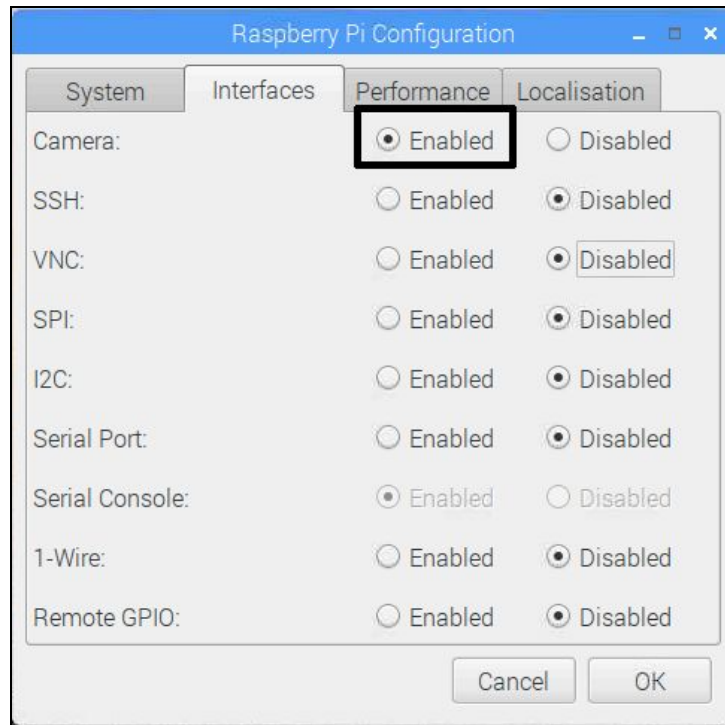 Raspberry Pi Configuration
System Interfaces Performance Localisation
Camera: Enabled Disabled
SSH: Enabled Disabled
VNC: Enabled Disabled
SPI: Enabled Disabled
I2C: Enabled Disabled
Serial Port: Enabled Disabled
Serial Console: Enabled Disabled
1-Wire: Enabled Disabled
Remote GPIO: Enabled Disabled
Cancel OK